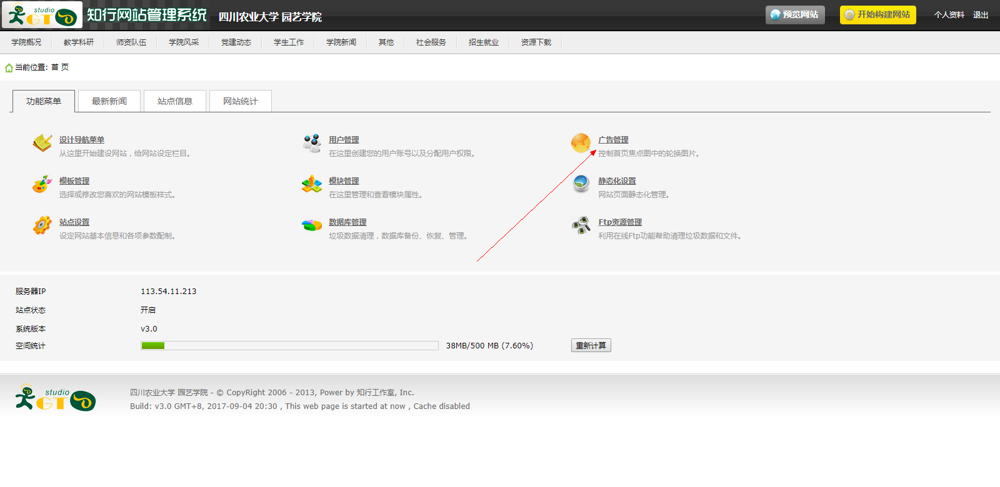 studio GTO 知行网站管理系统 四川农业大学 园艺学院 预览网站 开始构建网站 个人资料 退出
学院概况 教学科研 师资队伍 学院风采 党建动态 学生工作 学院新闻 其他 社会服务 招生就业 资源下载
当前位置: 首 页
功能菜单 最新新闻 站点信息 网站统计
设计导航菜单
从这里开始建设网站，给网站设定栏目。
用户管理
在这里创建您的用户账号以及分配用户权限。
广告管理
控制首页焦点图中的轮换图片。
模板管理
选择或修改您喜欢的网站模板样式。
模块管理
在这里管理和查看模块属性。
静态化设置
网站页面静态化管理。
站点设置
设定网站基本信息和各项参数配制。
数据库管理
垃圾数据清理，数据库备份、恢复、管理。
Ftp资源管理
利用在线Ftp功能帮助清理垃圾数据和文件。
服务器IP 113.54.11.213
站点状态 开启
系统版本 v3.0
空间统计 38MB/500 MB (7.60%) 重新计算
studio GTO
四川农业大学 园艺学院 - © CopyRight 2006 - 2013, Power by 知行工作室, Inc.
Build: v3.0 GMT+8, 2017-09-04 20:30 , This web page is started at now , Cache disabled